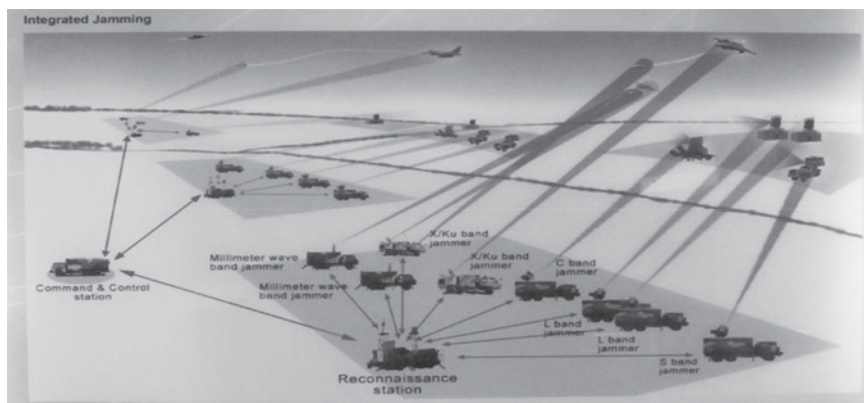 Integrated Jamming
X/Ku band
jammer
Millimeter wave
band jammer
X/Ku band
jammer
C band
jammer
Command & Control
station
Millimeter wave
band jammer
L band
jammer
L band
jammer
S band
jammer
Reconnaissance
station